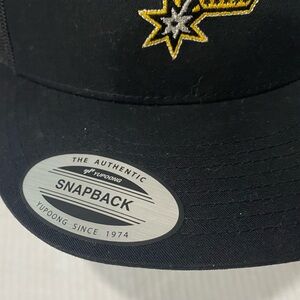 THE AUTHENTIC
YUPOONG
SNAPBACK
YUPOONG SINCE 1974